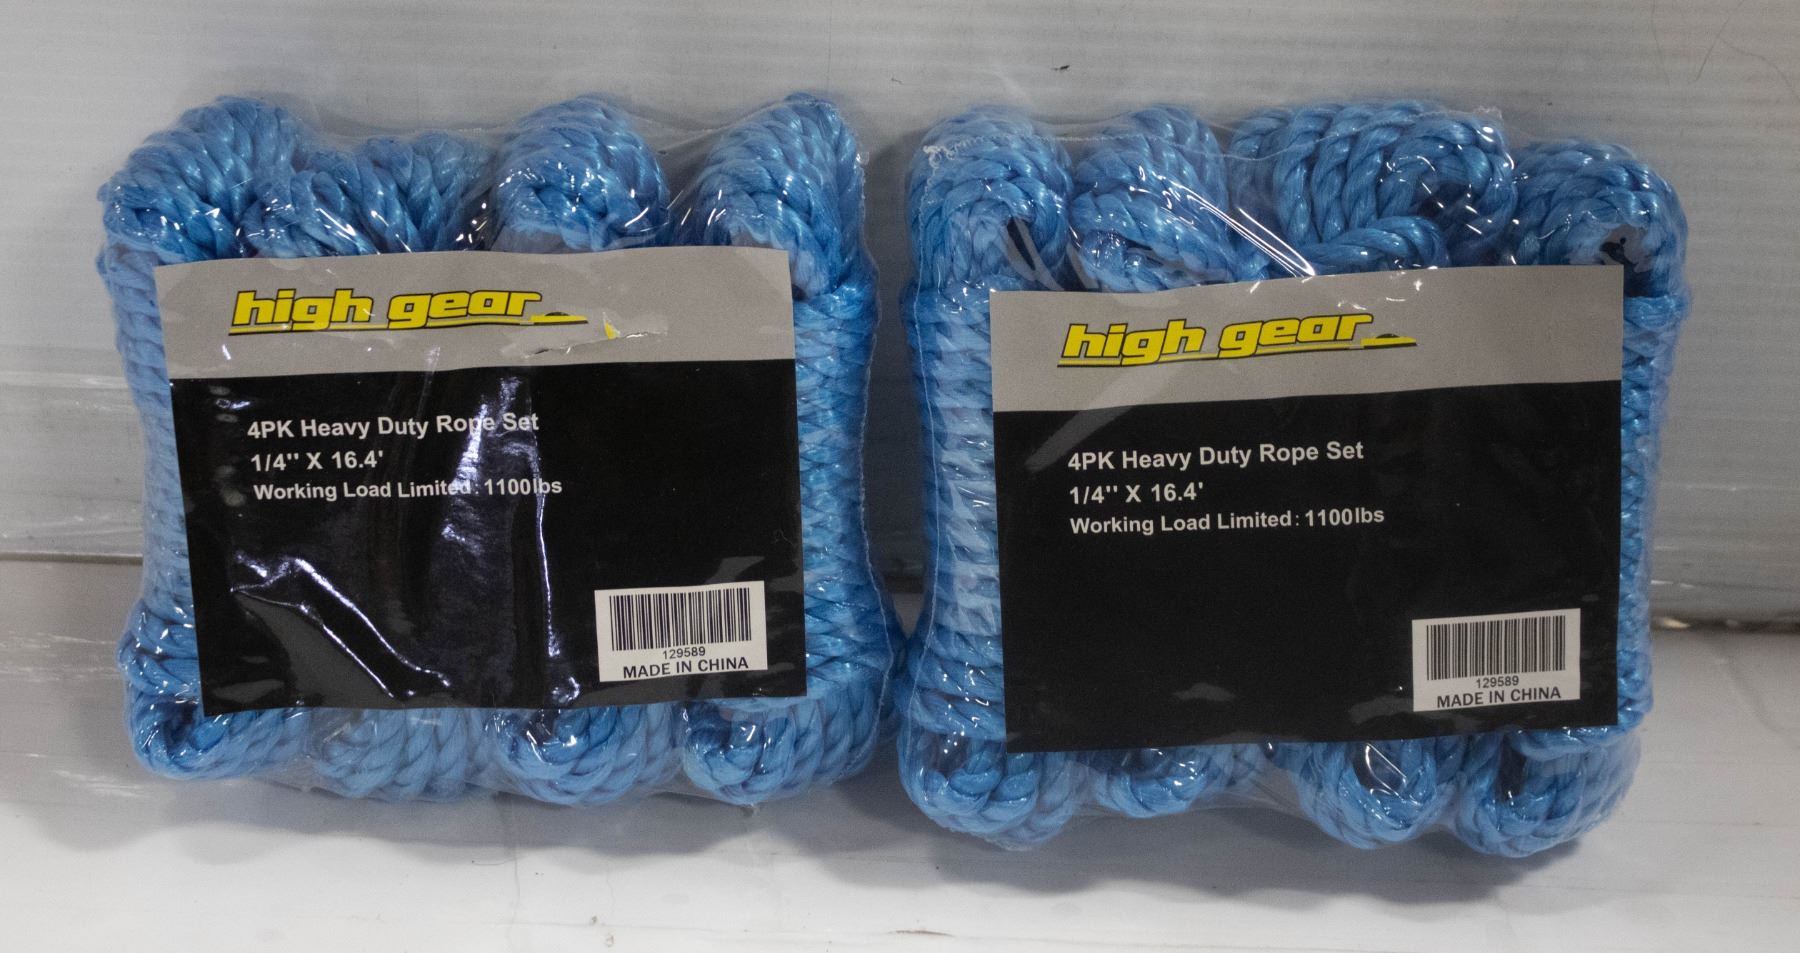 high gear
4PK Heavy Duty Rope Set
1/4'' X 16.4'
Working Load Limited: 1100lbs
129589
MADE IN CHINA
high gear
4PK Heavy Duty Rope Set
1/4'' X 16.4'
Working Load Limited: 1100lbs
129589
MADE IN CHINA